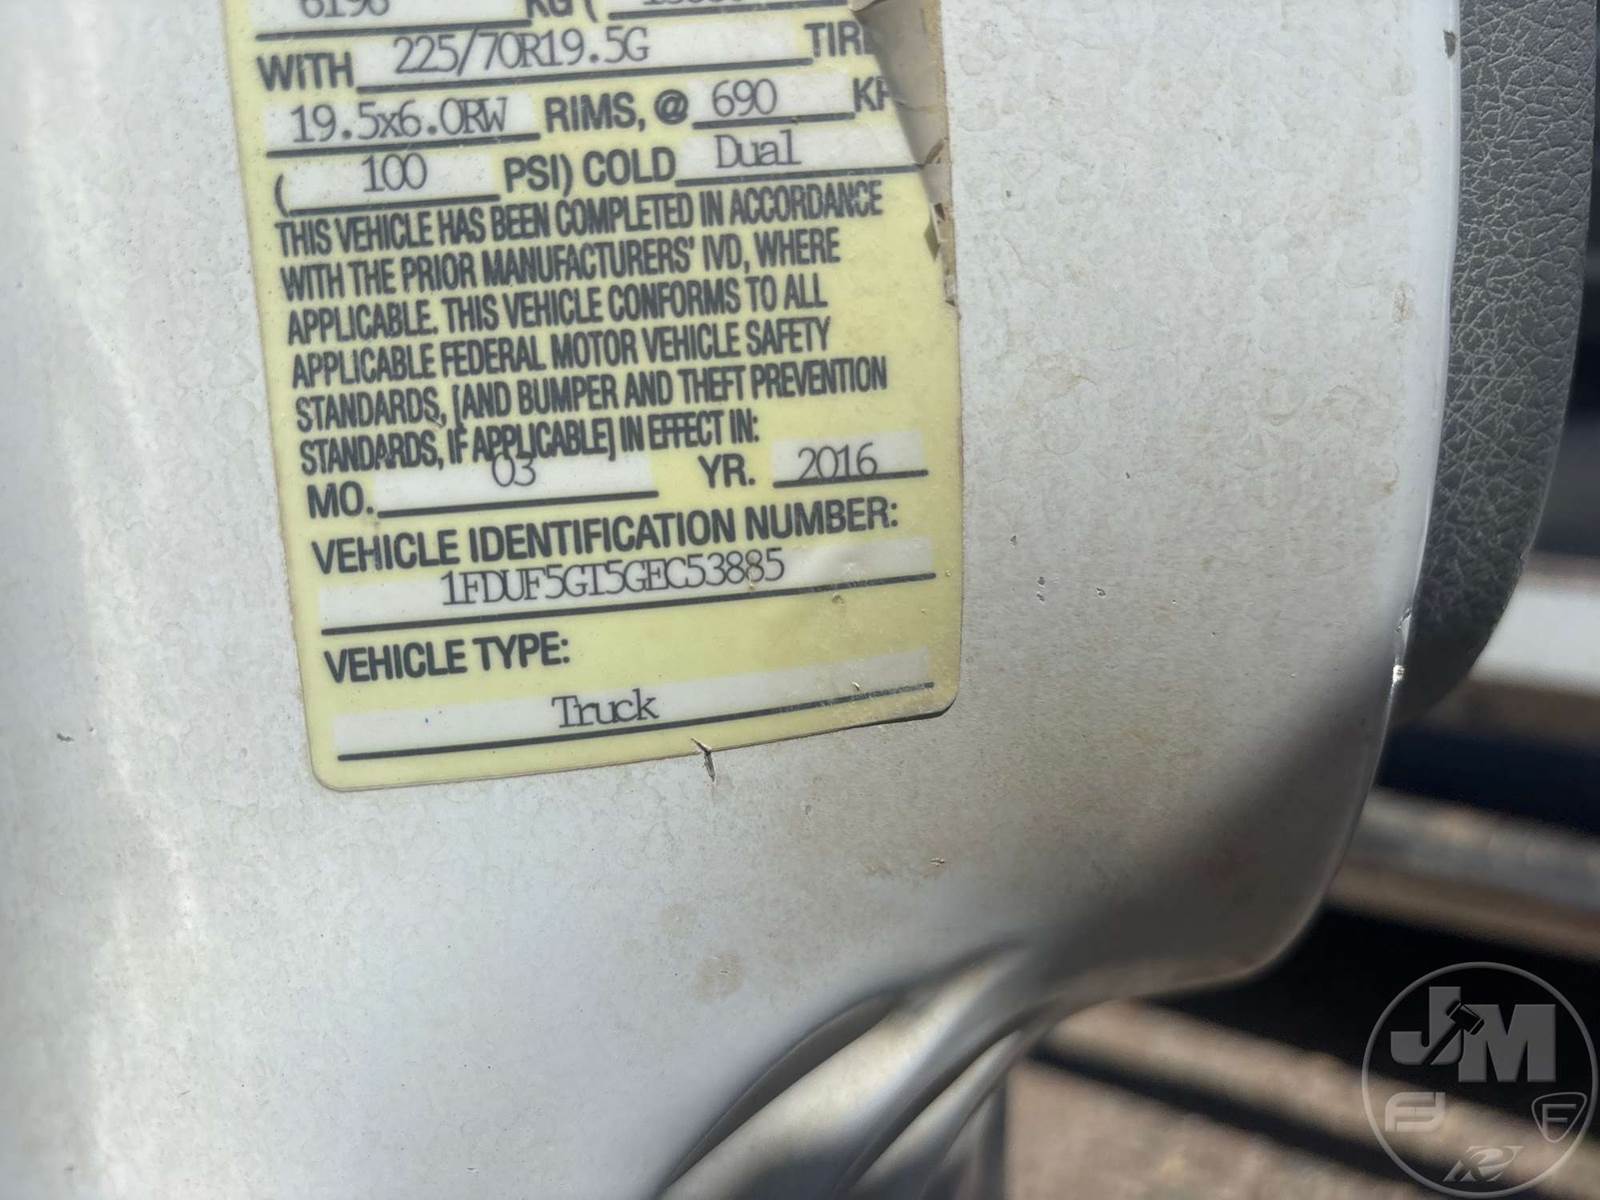 6198 KG (
WITH 225/70R19.5G TIRE
19.5x6.0RW RIMS, @ 690 KP
( 100 PSI) COLD Dual
THIS VEHICLE HAS BEEN COMPLETED IN ACCORDANCE
WITH THE PRIOR MANUFACTURERS' IVD, WHERE
APPLICABLE. THIS VEHICLE CONFORMS TO ALL
APPLICABLE FEDERAL MOTOR VEHICLE SAFETY
STANDARDS, [AND BUMPER AND THEFT PREVENTION
STANDARDS, IF APPLICABLE] IN EFFECT IN:
MO. 03 YR. 2016
VEHICLE IDENTIFICATION NUMBER:
1FDUF5GT5GEC53885
VEHICLE TYPE:
Truck
JM